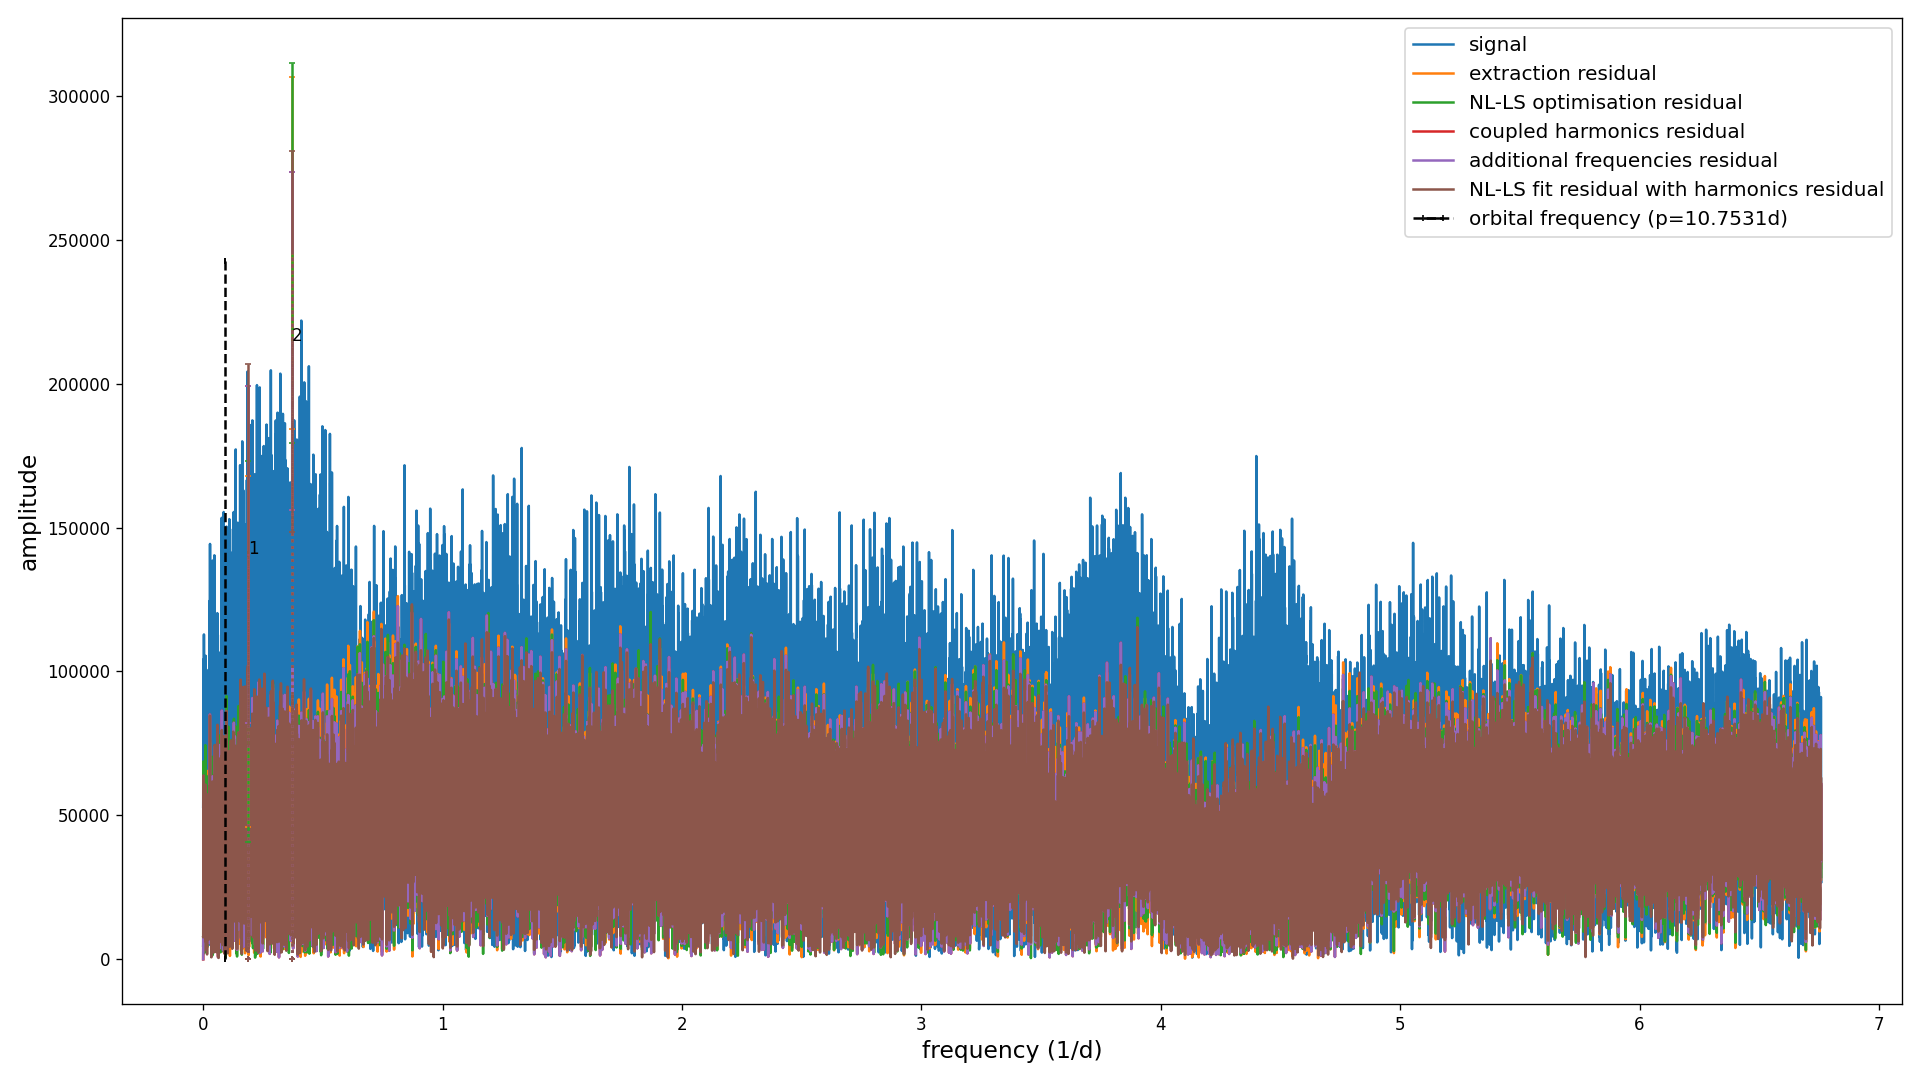 signal
extraction residual
NL-LS optimisation residual
coupled harmonics residual
additional frequencies residual
NL-LS fit residual with harmonics residual
orbital frequency (p=10.7531d)
300000
250000
200000
150000
100000
50000
0
amplitude
2
1
0 1 2 3 4 5 6 7
frequency (1/d)